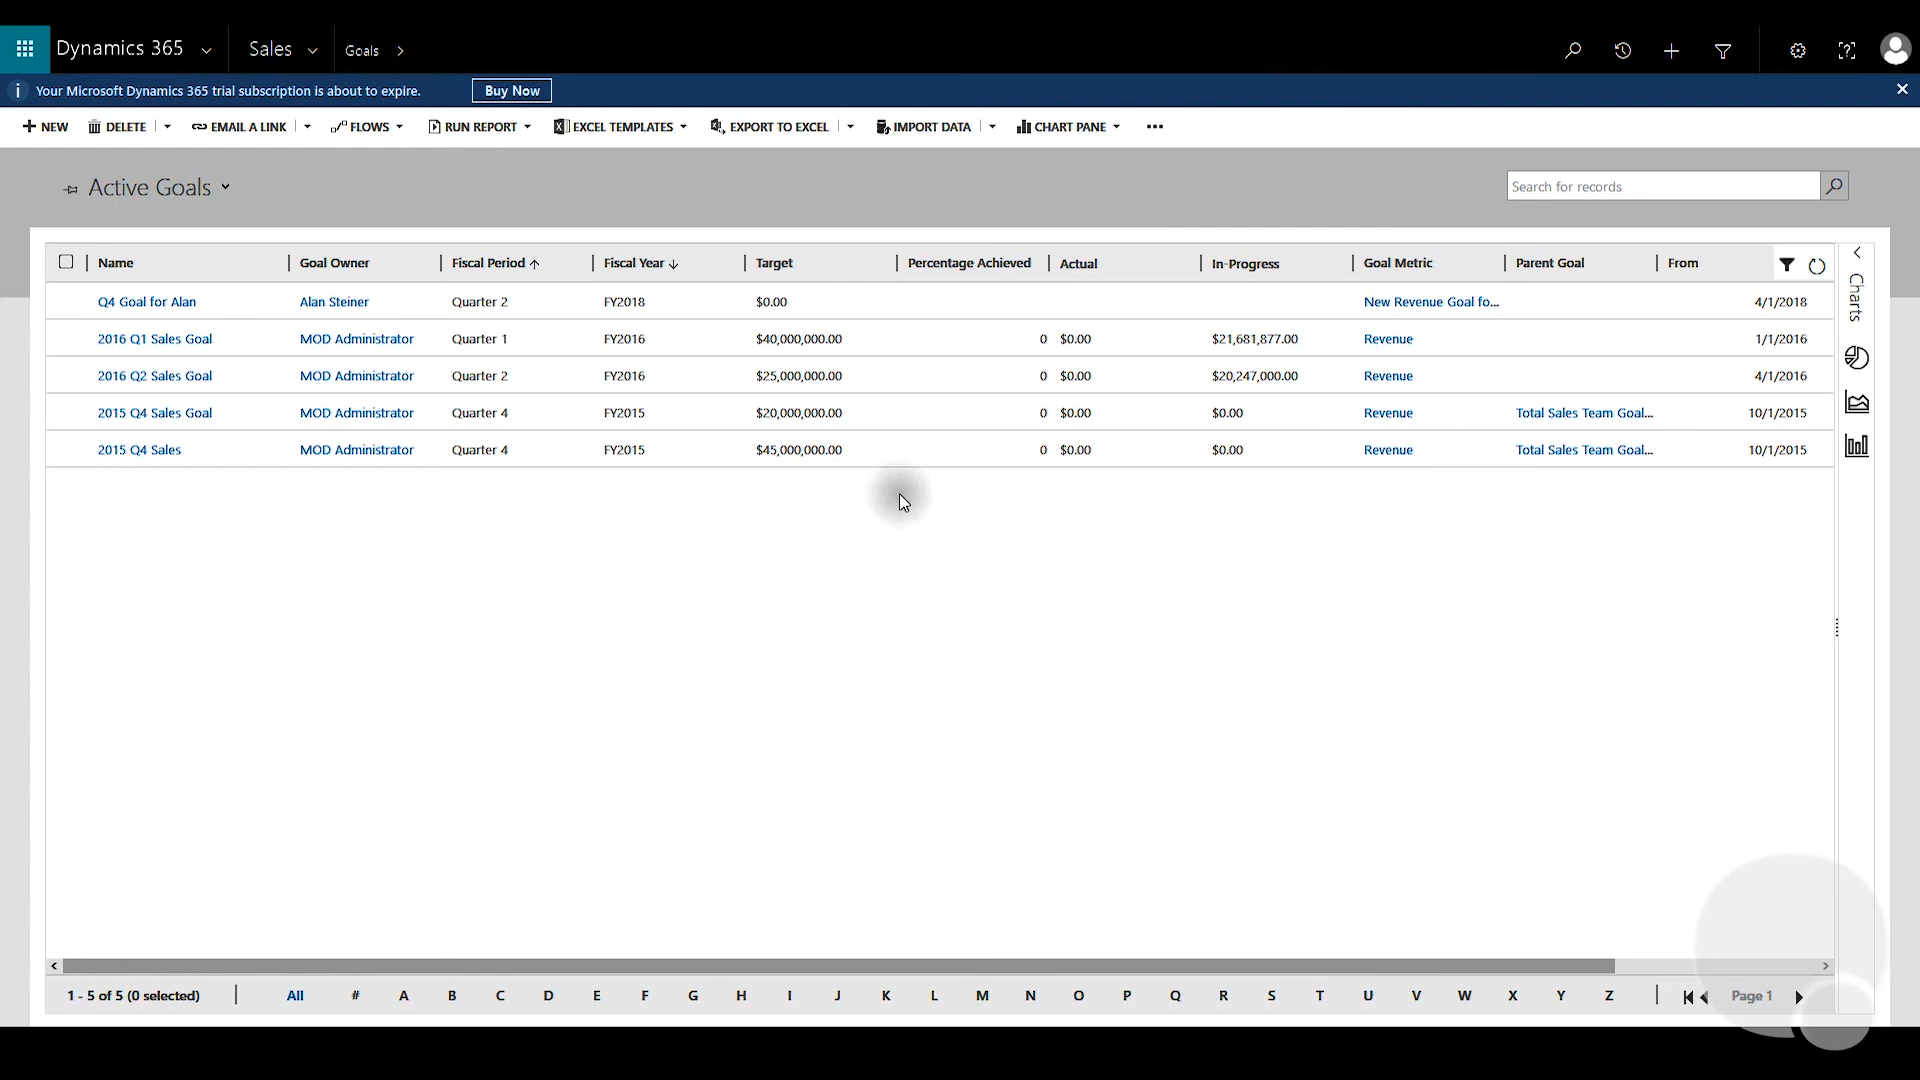 Dynamics 365 Sales Goals
Your Microsoft Dynamics 365 trial subscription is about to expire. Buy Now
NEW DELETE EMAIL A LINK FLOWS RUN REPORT EXCEL TEMPLATES EXPORT TO EXCEL IMPORT DATA CHART PANE
Active Goals Search for records
Name Goal Owner Fiscal Period Fiscal Year Target Percentage Achieved Actual In-Progress Goal Metric Parent Goal From
Q4 Goal for Alan Alan Steiner Quarter 2 FY2018 $0.00 New Revenue Goal fo... 4/1/2018
2016 Q1 Sales Goal MOD Administrator Quarter 1 FY2016 $40,000,000.00 0 $0.00 $21,681,877.00 Revenue 1/1/2016
2016 Q2 Sales Goal MOD Administrator Quarter 2 FY2016 $25,000,000.00 0 $0.00 $20,247,000.00 Revenue 4/1/2016
2015 Q4 Sales Goal MOD Administrator Quarter 4 FY2015 $20,000,000.00 0 $0.00 $0.00 Revenue Total Sales Team Goal... 10/1/2015
2015 Q4 Sales MOD Administrator Quarter 4 FY2015 $45,000,000.00 0 $0.00 $0.00 Revenue Total Sales Team Goal... 10/1/2015
Charts
1 - 5 of 5 (0 selected) All # A B C D E F G H I J K L M N O P Q R S T U V W X Y Z Page 1